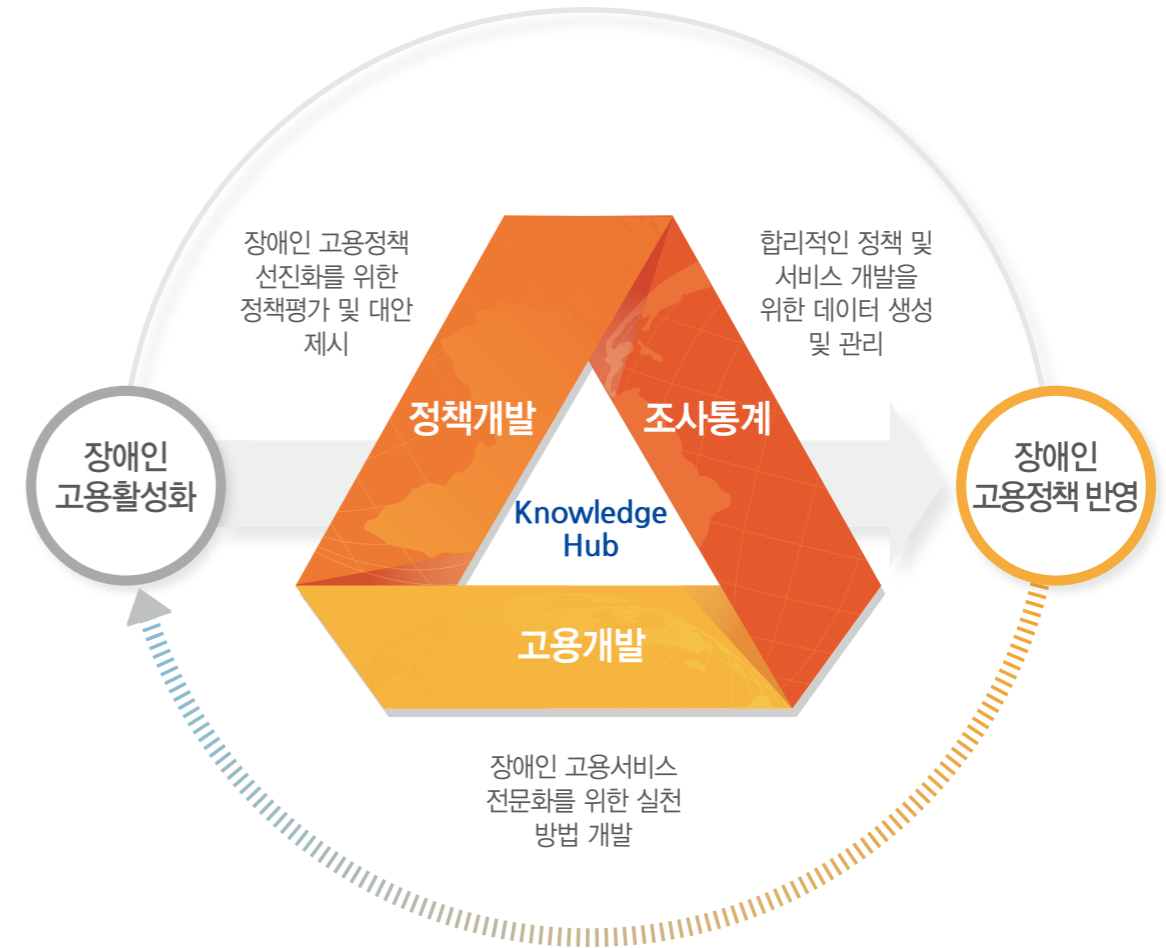 장애인 고용정책
선진화를 위한
정책평가 및 대안
제시
합리적인 정책 및
서비스 개발을
위한 데이터 생성
및 관리
정책개발
조사통계
장애인
고용활성화
Knowledge
Hub
장애인
고용정책 반영
고용개발
장애인 고용서비스
전문화를 위한 실천
방법 개발